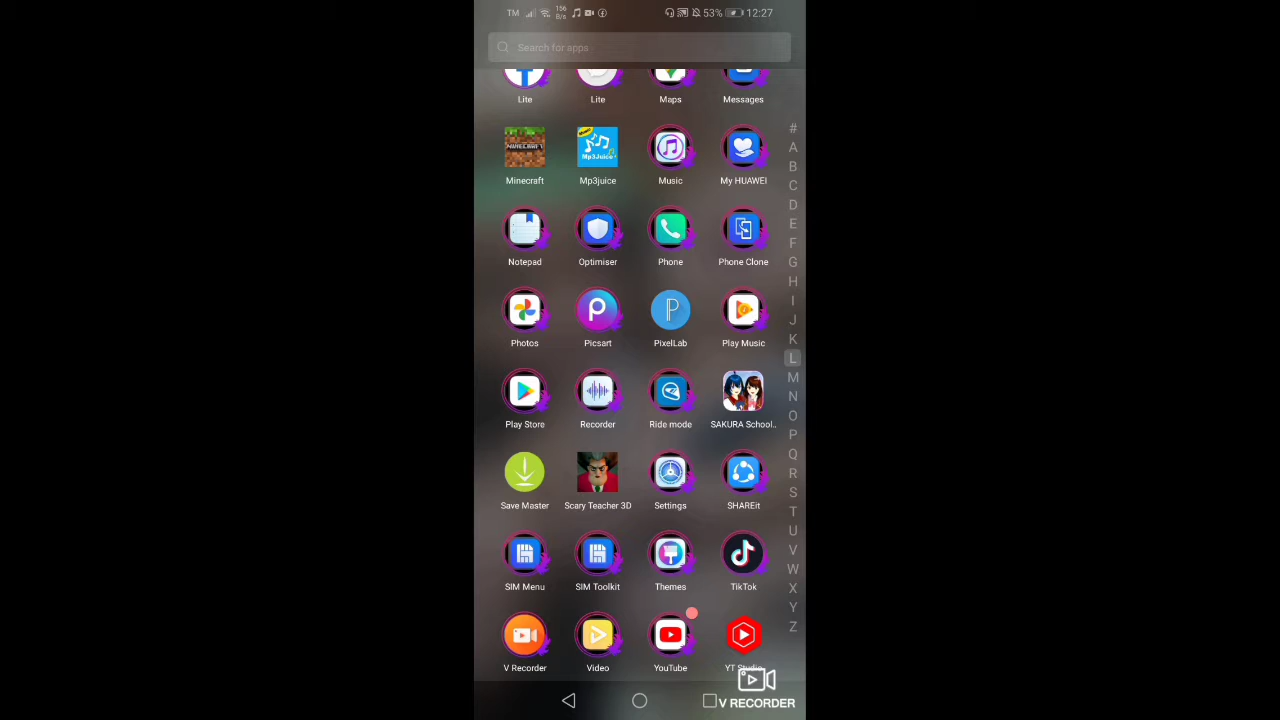 TM 156 B/s 53% 12:27
Search for apps
Lite Lite Maps Messages
#
A
MINECRAFT Mp3Juice
B
Minecraft Mp3juice Music My HUAWEI
C
D
E
F
Notepad Optimiser Phone Phone Clone
G
H
I
P P
J
Photos Picsart PixelLab Play Music
K
L
M
N
O
Play Store Recorder Ride mode SAKURA School..
P
Q
R
S
Save Master Scary Teacher 3D Settings SHAREit
T
U
V
W
SIM Menu SIM Toolkit Themes TikTok
X
Y
Z
V Recorder Video YouTube YT Studio
V RECORDER